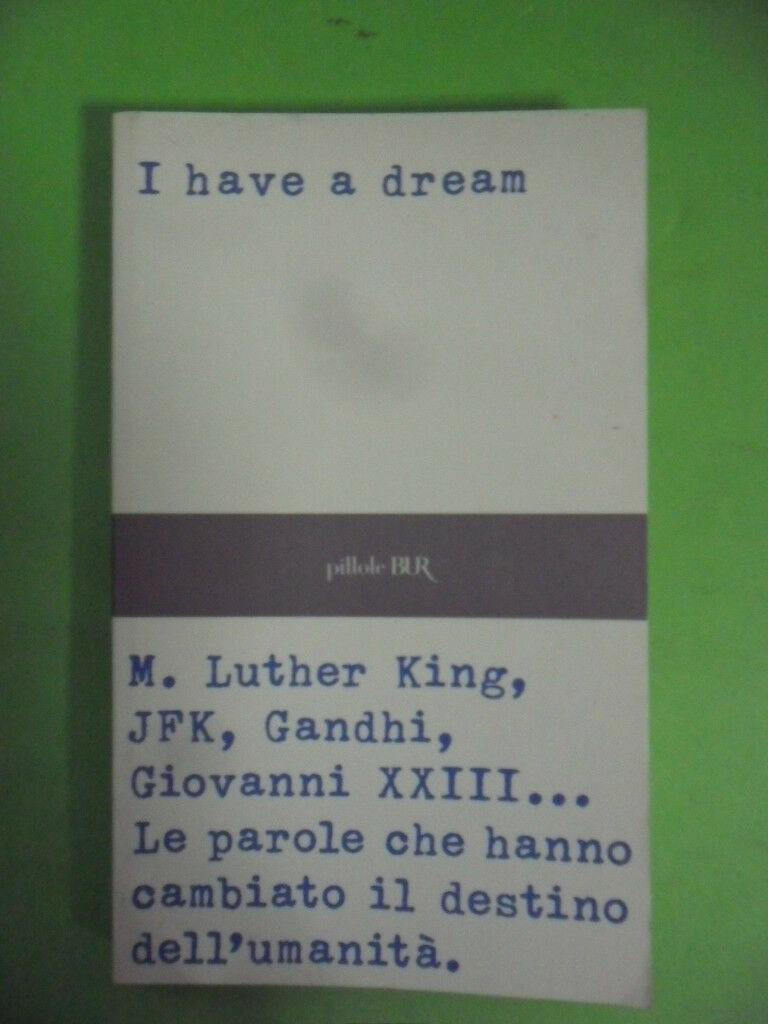 I have a dream
pillole BUR
M. Luther King,
JFK, Gandhi,
Giovanni XXIII...
Le parole che hanno
cambiato il destino
dell'umanità.